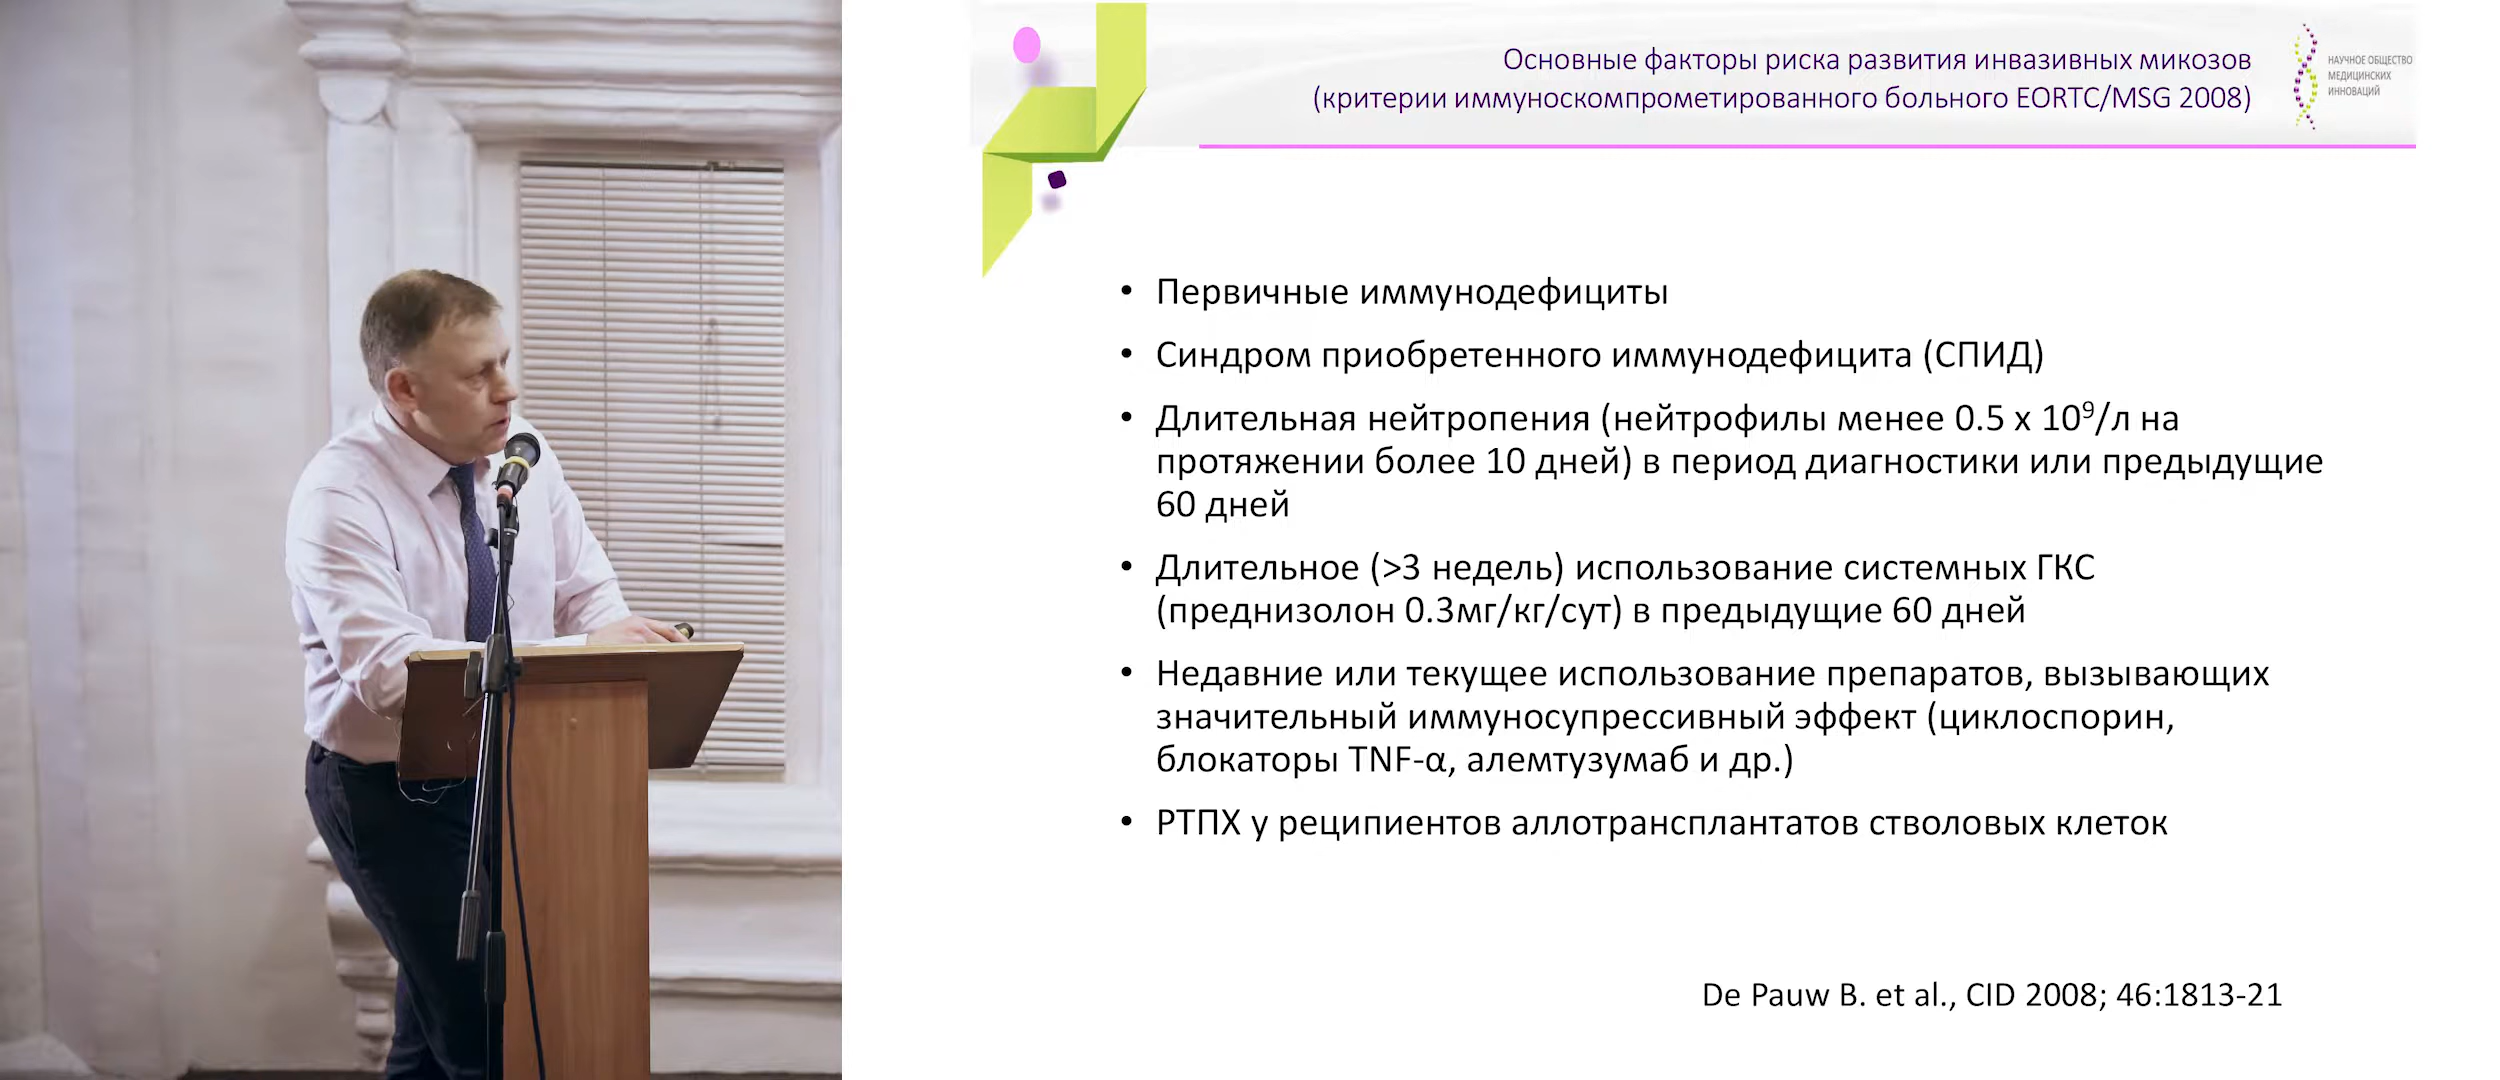 Основные факторы риска развития инвазивных микозов
(критерии иммуноскомпрометированного больного EORTC/MSG 2008)
НАУЧНОЕ ОБЩЕСТВО
МЕДИЦИНСКИХ
ИННОВАЦИЙ
• Первичные иммунодефициты
• Синдром приобретенного иммунодефицита (СПИД)
• Длительная нейтропения (нейтрофилы менее 0.5 х 10⁹/л на
протяжении более 10 дней) в период диагностики или предыдущие
60 дней
• Длительное (>3 недель) использование системных ГКС
(преднизолон 0.3мг/кг/сут) в предыдущие 60 дней
• Недавние или текущее использование препаратов, вызывающих
значительный иммуносупрессивный эффект (циклоспорин,
блокаторы TNF-α, алемтузумаб и др.)
• РТПХ у реципиентов аллотрансплантатов стволовых клеток
De Pauw B. et al., CID 2008; 46:1813-21